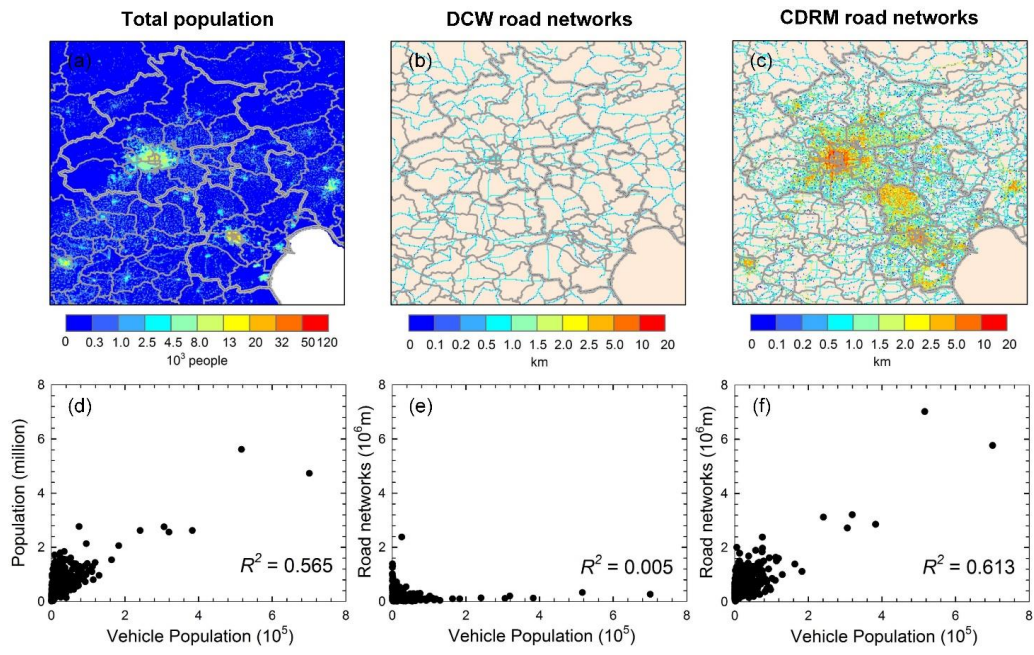 Total population
DCW road networks
CDRM road networks
(a)
(b)
(c)
0 0.3 1.0 2.5 4.5 8.0 13 20 32 50 120
10³ people
0 0.1 0.2 0.5 1.0 1.5 2.0 2.5 5.0 10 20
km
0 0.1 0.2 0.5 1.0 1.5 2.0 2.5 5.0 10 20
km
(d)
Population (million)
8
6
4
2
0
R² = 0.565
0 2 4 6 8
Vehicle Population (10⁵)
(e)
Road networks (10⁶m)
8
6
4
2
0
R² = 0.005
0 2 4 6 8
Vehicle Population (10⁵)
(f)
Road networks (10⁶m)
8
6
4
2
0
R² = 0.613
0 2 4 6 8
Vehicle Population (10⁵)